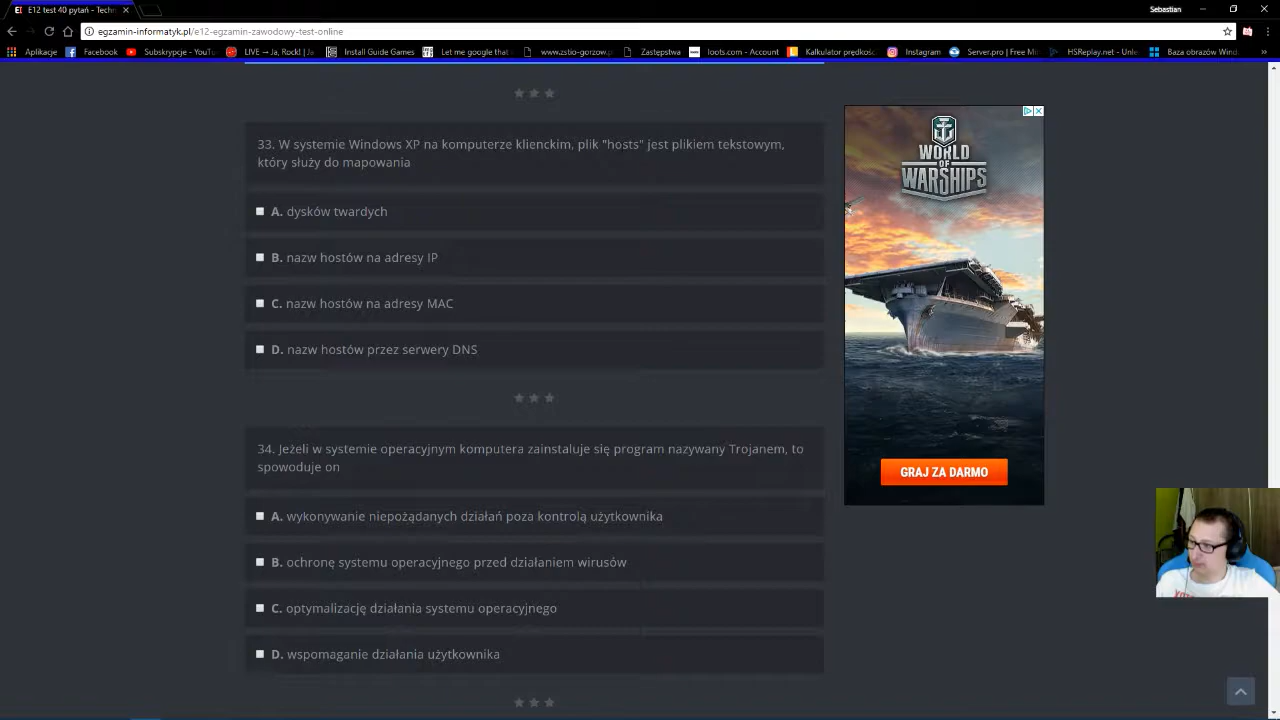 E12 test 40 pytań - Techn
Sebastian
egzamin-informatyk.pl/e12-egzamin-zawodowy-test-online
Aplikacje Facebook Subskrypcje - YouTu LIVE → Ja, Rock! | Ja Install Guide Games Let me google that www.zstio-gorzow.p Zastępstwa loots.com - Account Kalkulator prędkośc Instagram Server.pro | Free Mi HSReplay.net - Unle Baza obrazów Wind »
33. W systemie Windows XP na komputerze klienckim, plik "hosts" jest plikiem tekstowym,
który służy do mapowania
A. dysków twardych
B. nazw hostów na adresy IP
C. nazw hostów na adresy MAC
D. nazw hostów przez serwery DNS
34. Jeżeli w systemie operacyjnym komputera zainstaluje się program nazywany Trojanem, to
spowoduje on
A. wykonywanie niepożądanych działań poza kontrolą użytkownika
B. ochronę systemu operacyjnego przed działaniem wirusów
C. optymalizację działania systemu operacyjnego
D. wspomaganie działania użytkownika
WORLD
OF
WARSHIPS
GRAJ ZA DARMO